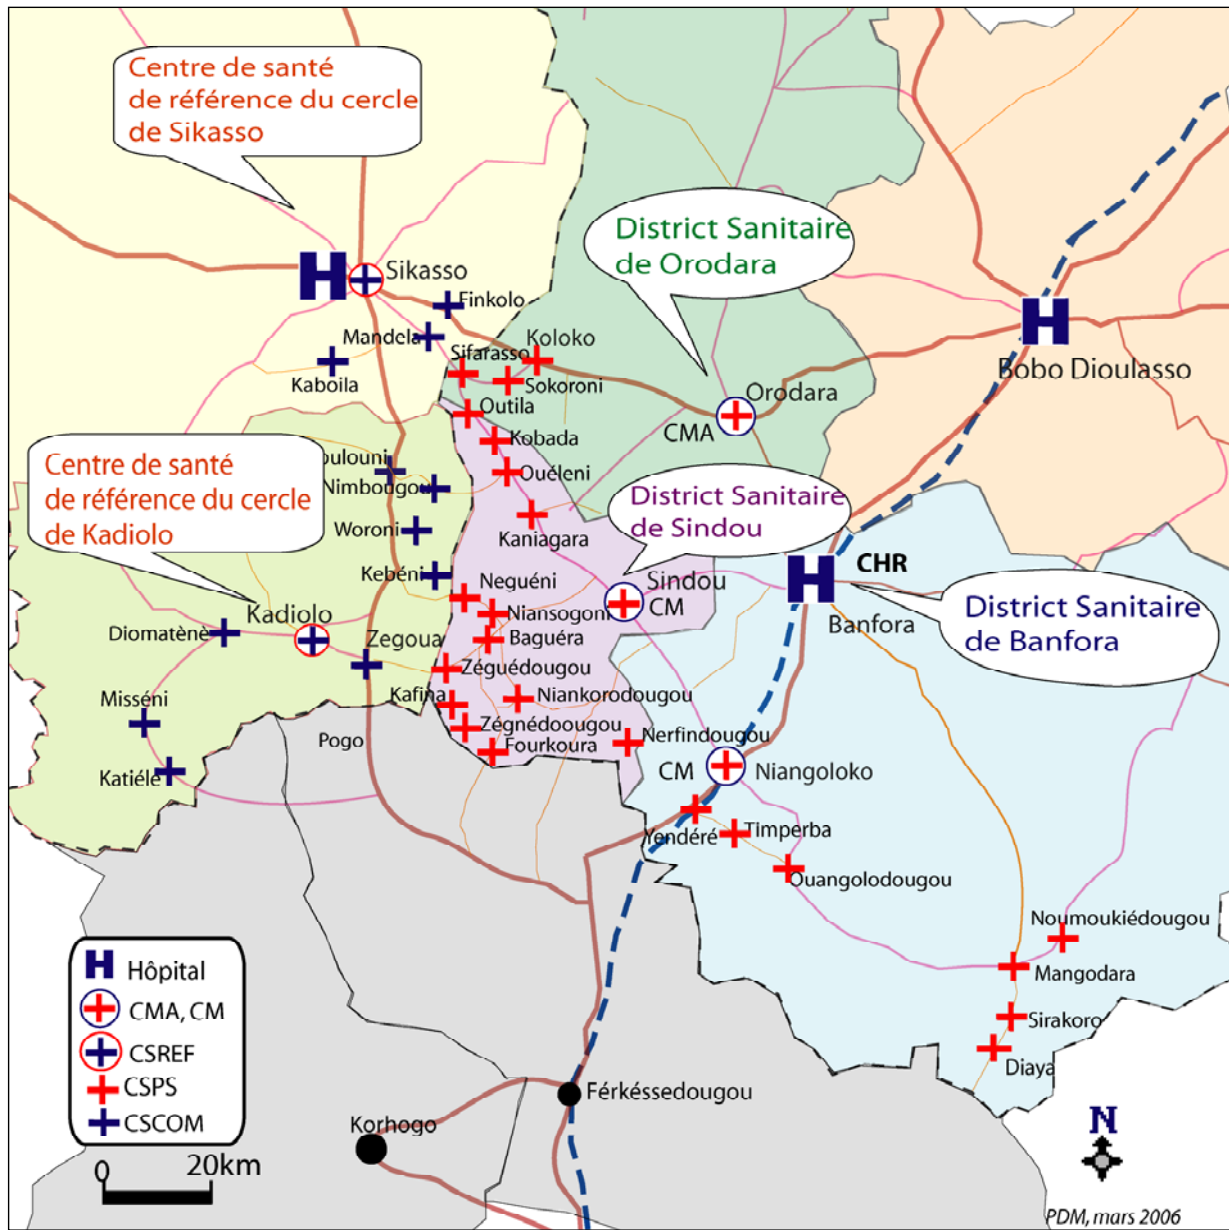 Centre de santé
de référence du cercle
de Sikasso
District Sanitaire
de Orodara
Sikasso
Finkolo
Mandela
Kaboila
Sifarasso
Koloko
Sokoroni
Outila
Kobada
Ouéleni
Kaniagara
Orodara
CMA
Bobo Dioulasso
Centre de santé
de référence du cercle
de Kadiolo
oulouni
Nimbougou
Woroni
Kebéni
District Sanitaire
de Sindou
Neguéni
Niansogoni
Baguéra
Sindou
CM
CHR
Banfora
District Sanitaire
de Banfora
Kadiolo
Diomatènè
Zegoua
Zéguédougou
Kafina
Niankorodougou
Misséni
Zégnédoougou
Fourkoura
Nerfindougou
Pogo
Katiéle
CM
Niangoloko
Yendéré
Timperba
Ouangolodougou
Noumoukiédougou
Mangodara
Sirakoro
Diaya
H Hôpital
CMA, CM
CSREF
CSPS
CSCOM
0 20km
Férkéssedougou
Korhogo
N
PDM, mars 2006